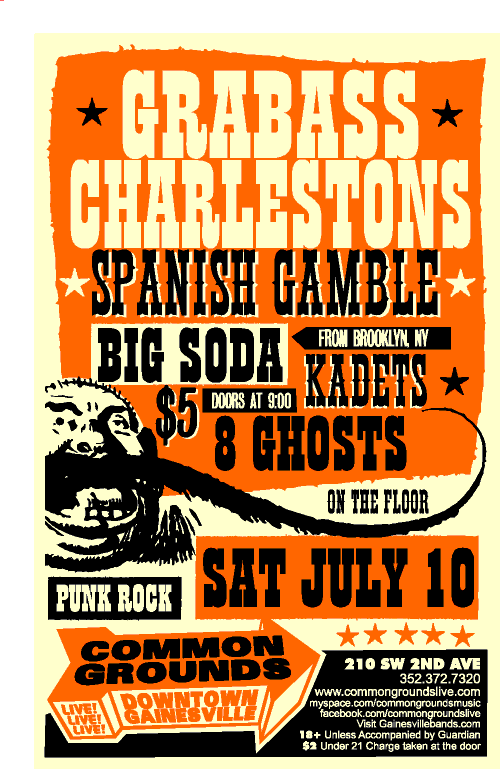 GRABASS
CHARLESTONS
SPANISH GAMBLE
BIG SODA
FROM BROOKLYN, NY
KADETS
$5
DOORS AT 9:00
8 GHOSTS
ON THE FLOOR
SAT JULY 10
PUNK ROCK
COMMON
GROUNDS
LIVE!
LIVE!
LIVE!
DOWNTOWN
GAINESVILLE
210 SW 2ND AVE
352.372.7320
www.commongroundslive.com
myspace.com/commongroundsmusic
facebook.com/commongroundslive
Visit Gainesvillebands.com
18+ Unless Accompanied by Guardian
$2 Under 21 Charge taken at the door